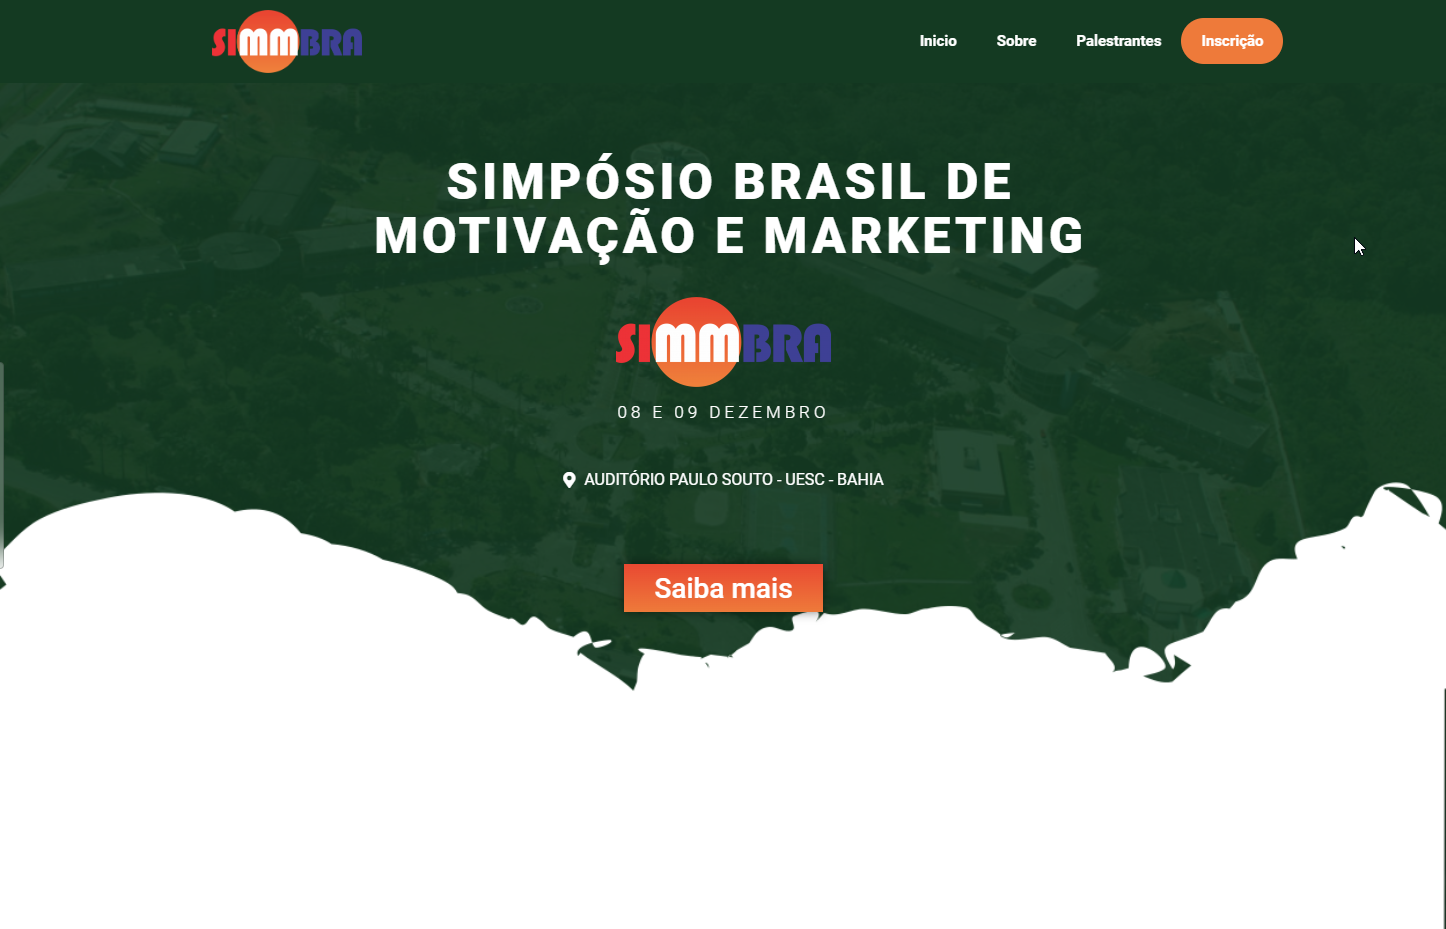 SIMMBRA
Inicio
Sobre
Palestrantes
Inscrição
SIMPÓSIO BRASIL DE
MOTIVAÇÃO E MARKETING
SIMMBRA
08 E 09 DEZEMBRO
AUDITÓRIO PAULO SOUTO - UESC - BAHIA
Saiba mais